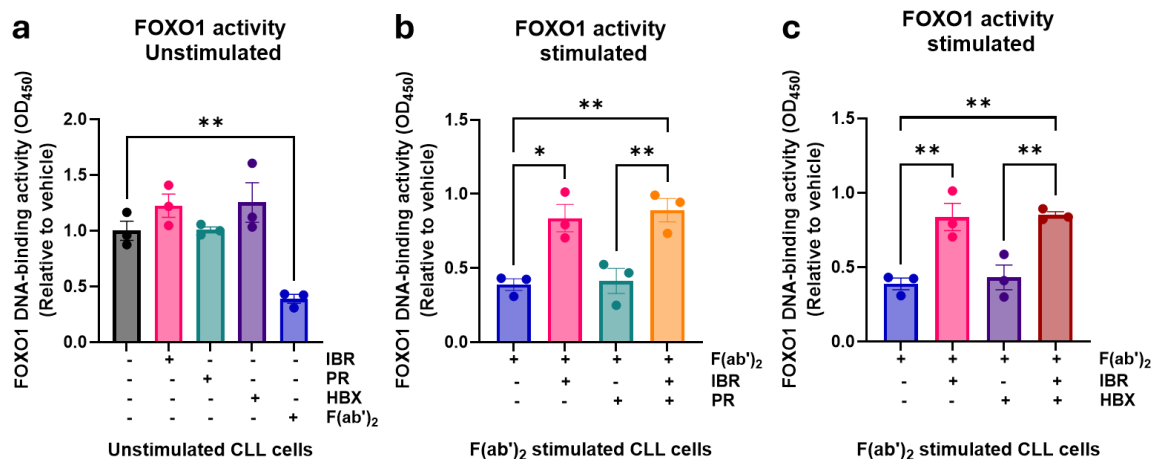 a
FOXO1 activity
Unstimulated
FOXO1 DNA-binding activity (OD450)
(Relative to vehicle)
2.0
1.5
1.0
0.5
0.0
**
- + - - - IBR
- - + - - PR
- - - + - HBX
- - - - + F(ab')2
Unstimulated CLL cells
b
FOXO1 activity
stimulated
FOXO1 DNA-binding activity (OD450)
(Relative to vehicle)
1.5
1.0
0.5
0.0
**
* **
+ + + + F(ab')2
- + - + IBR
- - + + PR
F(ab')2 stimulated CLL cells
c
FOXO1 activity
stimulated
FOXO1 DNA-binding activity (OD450)
(Relative to vehicle)
1.5
1.0
0.5
0.0
**
** **
+ + + + F(ab')2
- + - + IBR
- - + + HBX
F(ab')2 stimulated CLL cells